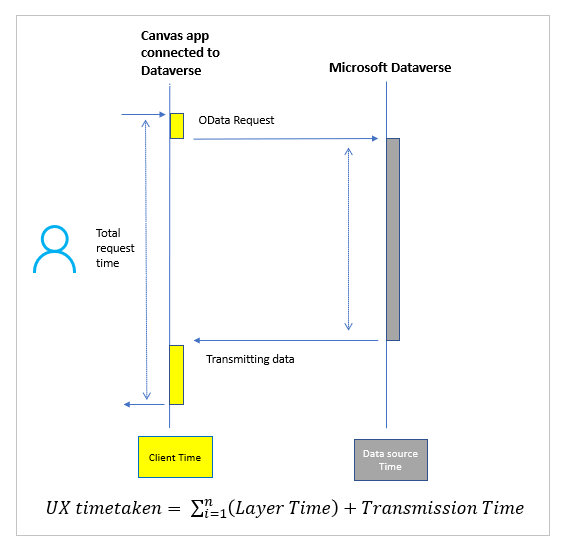 Canvas app
connected to
Dataverse
Microsoft Dataverse
OData Request
Total
request
time
Transmitting data
Client Time
Data source
Time
UX timetaken = ∑ⁿᵢ₌₁(Layer Time) + Transmission Time